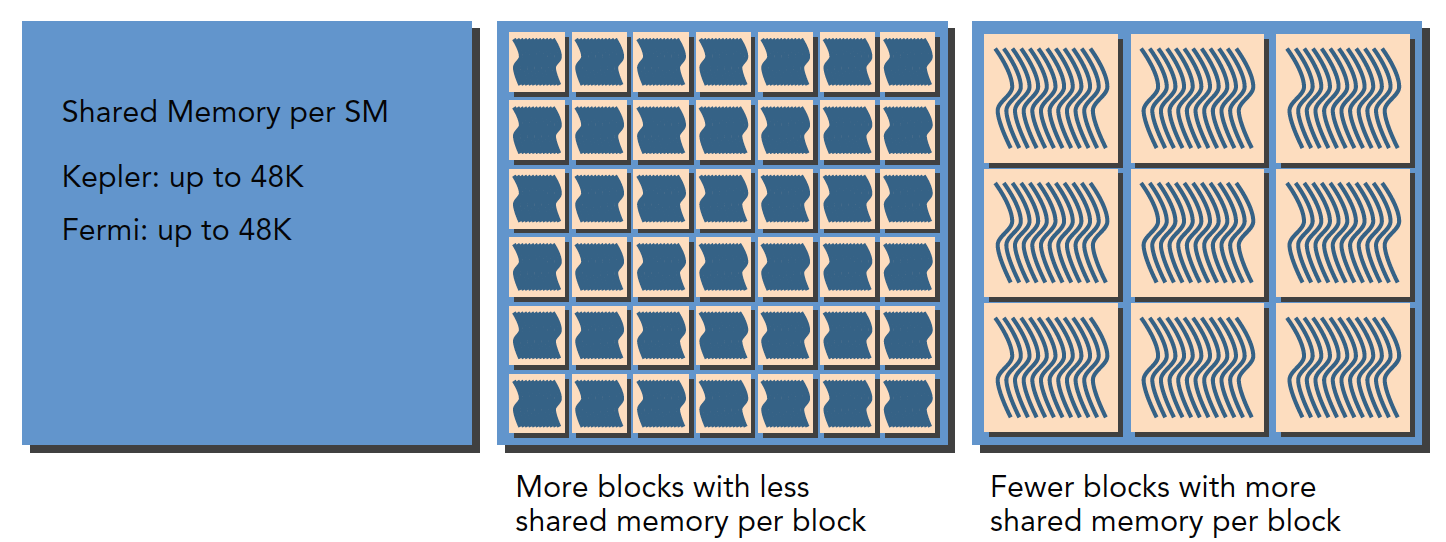 Shared Memory per SM
Kepler: up to 48K
Fermi: up to 48K
More blocks with less
shared memory per block
Fewer blocks with more
shared memory per block